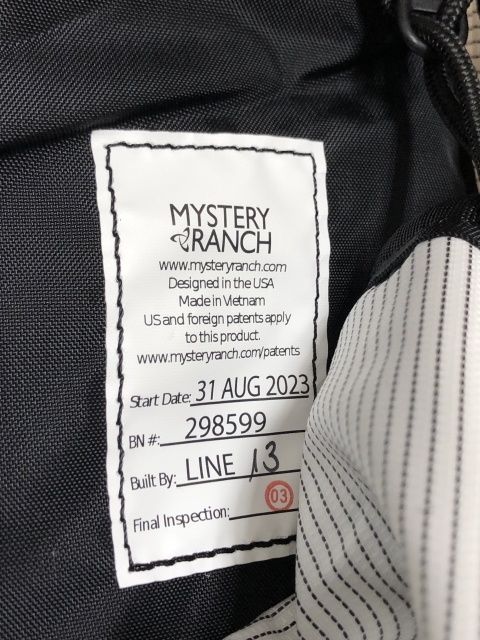 MYSTERY
RANCH
www.mysteryranch.com
Designed in the USA
Made in Vietnam
US and foreign patents apply
to this product.
www.mysteryranch.com/patents
Start Date: 31 AUG 2023
BN #: 298599
Built By: LINE 13
Final Inspection: 03